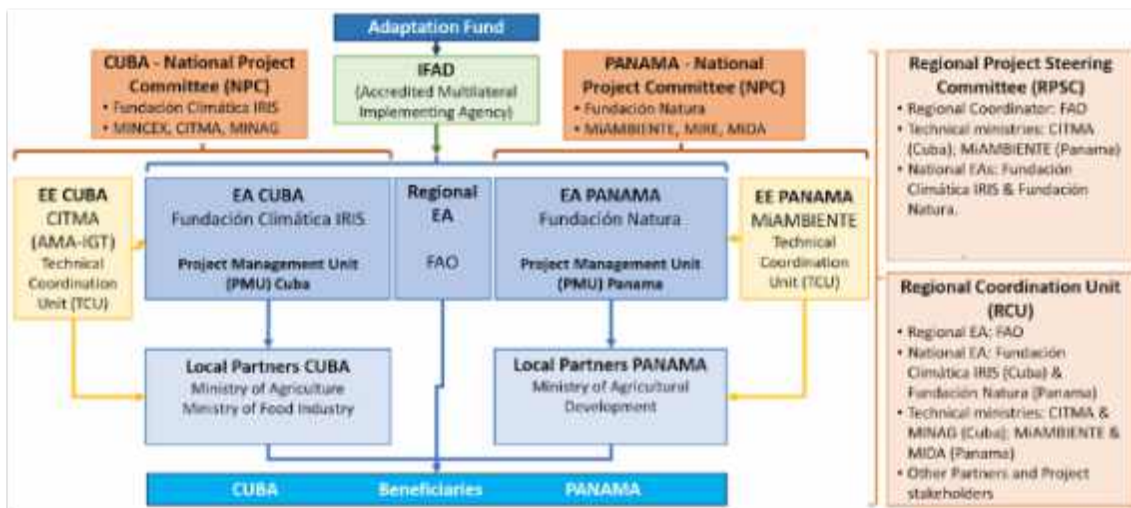 Adaptation Fund
CUBA - National Project
Committee (NPC)
• Fundación Climática IRIS
• MINCEX, CITMA, MINAG
IFAD
(Accredited Multilateral
Implementing Agency)
PANAMA - National
Project Committee (NPC)
• Fundación Natura
• MiAMBIENTE, MIRE, MIDA
Regional Project Steering
Committee (RPSC)
• Regional Coordinator: FAO
• Technical ministries: CITMA
(Cuba); MiAMBIENTE (Panama)
• National EAs: Fundación
Climática IRIS & Fundación
Natura.
EE CUBA
CITMA
(AMA-IGT)
Technical
Coordination
Unit (TCU)
EA CUBA
Fundación Climática IRIS
Project Management Unit
(PMU) Cuba
Regional
EA
FAO
EA PANAMA
Fundación Natura
Project Management Unit
(PMU) Panama
EE PANAMA
MiAMBIENTE
Technical
Coordination
Unit (TCU)
Regional Coordination Unit
(RCU)
• Regional EA: FAO
• National EA: Fundación
Climática IRIS (Cuba) &
Fundación Natura (Panama)
• Technical ministries: CITMA &
MINAG (Cuba); MiAMBIENTE &
MIDA (Panama)
• Other Partners and Project
stakeholders
Local Partners CUBA
Ministry of Agriculture
Ministry of Food Industry
Local Partners PANAMA
Ministry of Agricultural
Development
CUBA Beneficiaries PANAMA